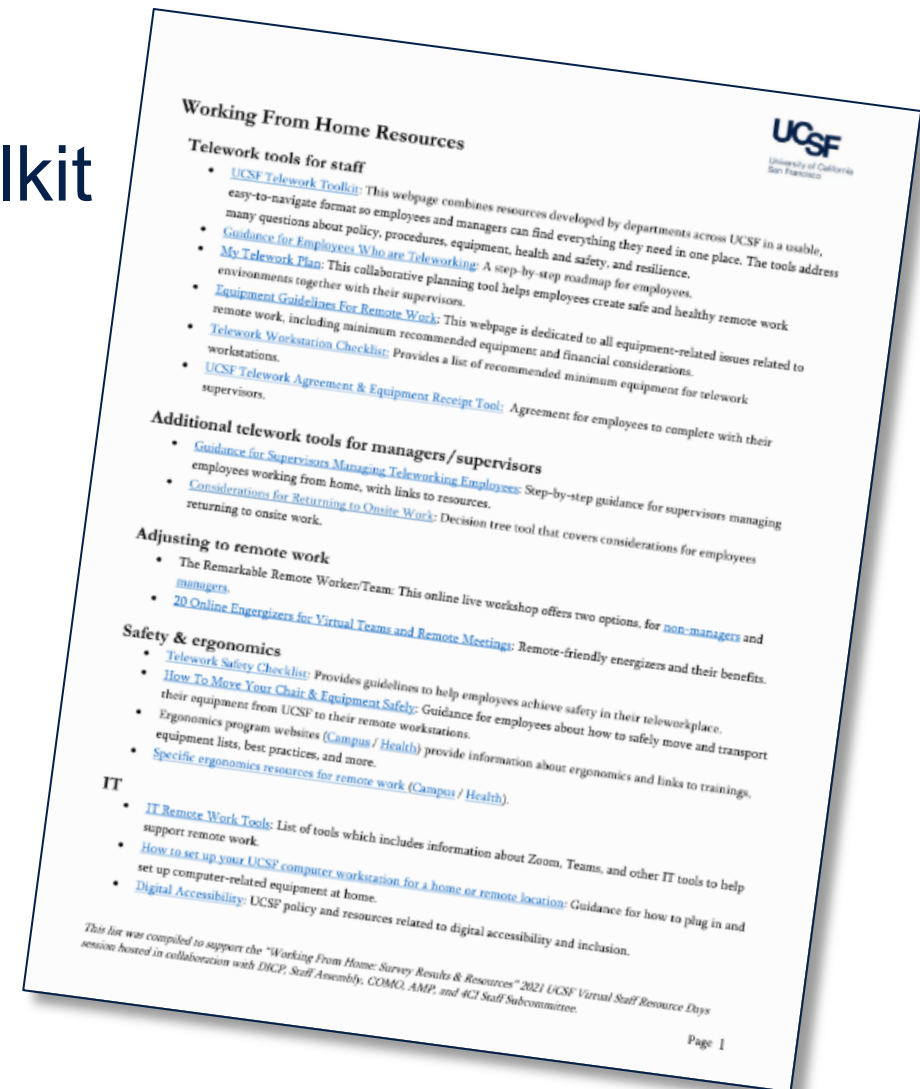 lkit
UCSF
University of California
San Francisco
Working From Home Resources
Telework tools for staff
• UCSF Telework Toolkit: This webpage combines resources developed by departments across UCSF in a usable,
easy-to-navigate format so employees and managers can find everything they need in one place. The tools address
many questions about policy, procedures, equipment, health and safety, and resilience.
• Guidance for Employees Who are Teleworking: A step-by-step roadmap for employees.
• My Telework Plan: This collaborative planning tool helps employees create safe and healthy remote work
environments together with their supervisors.
• Equipment Guidelines For Remote Work: This webpage is dedicated to all equipment-related issues related to
remote work, including minimum recommended equipment and financial considerations.
• Telework Workstation Checklist: Provides a list of recommended minimum equipment for telework
workstations.
• UCSF Telework Agreement & Equipment Receipt Tool: Agreement for employees to complete with their
supervisors.
Additional telework tools for managers/supervisors
• Guidance for Supervisors Managing Teleworking Employees: Step-by-step guidance for supervisors managing
employees working from home, with links to resources.
• Considerations for Returning to Onsite Work: Decision tree tool that covers considerations for employees
returning to onsite work.
Adjusting to remote work
• The Remarkable Remote Worker/Team: This online live workshop offers two options, for non-managers and
managers.
• 20 Online Engergizers for Virtual Teams and Remote Meetings: Remote-friendly energizers and their benefits.
Safety & ergonomics
• Telework Safety Checklist: Provides guidelines to help employees achieve safety in their teleworkplace.
• How To Move Your Chair & Equipment Safely: Guidance for employees about how to safely move and transport
their equipment from UCSF to their remote workstations.
• Ergonomics program websites (Campus / Health) provide information about ergonomics and links to trainings,
equipment lists, best practices, and more.
• Specific ergonomics resources for remote work (Campus / Health).
IT
• IT Remote Work Tools: List of tools which includes information about Zoom, Teams, and other IT tools to help
support remote work.
• How to set up your UCSF computer workstation for a home or remote location: Guidance for how to plug in and
set up computer-related equipment at home.
• Digital Accessibility: UCSF policy and resources related to digital accessibility and inclusion.
This list was compiled to support the "Working From Home: Survey Results & Resources" 2021 UCSF Virtual Staff Resource Days
session hosted in collaboration with DICP, Staff Assembly, COMO, AMP, and 4CI Staff Subcommittee.
Page 1